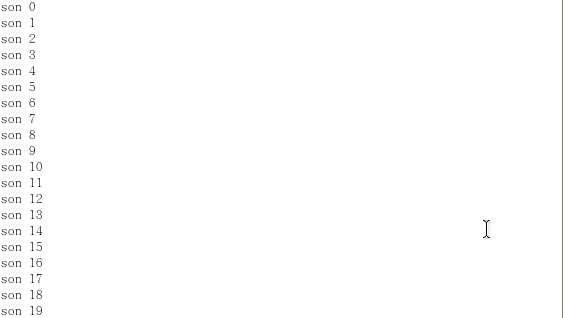 son 0
son 1
son 2
son 3
son 4
son 5
son 6
son 7
son 8
son 9
son 10
son 11
son 12
son 13
son 14
son 15
son 16
son 17
son 18
son 19